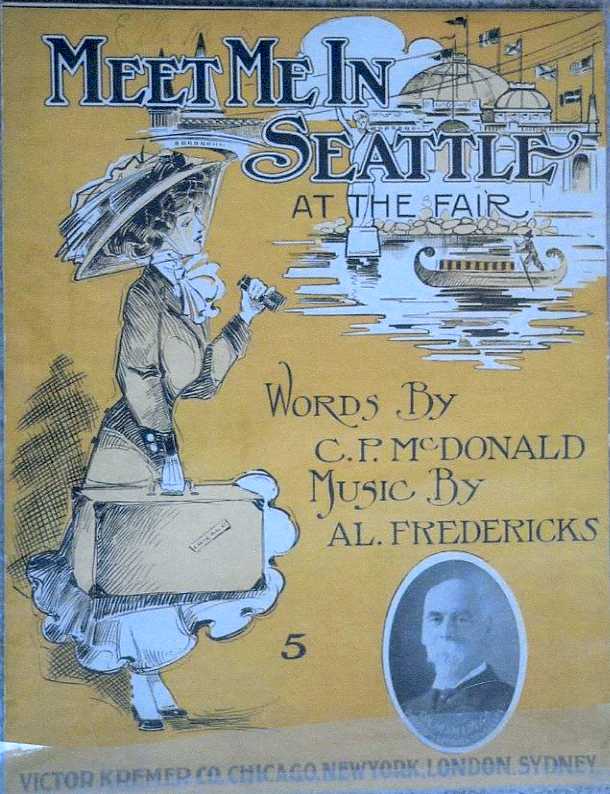 MEET ME IN
SEATTLE
AT THE FAIR
WORDS BY
C. P. McDONALD
MUSIC BY
AL. FREDERICKS
5
VICTOR KREMER CO. CHICAGO, NEW YORK, LONDON, SYDNEY.